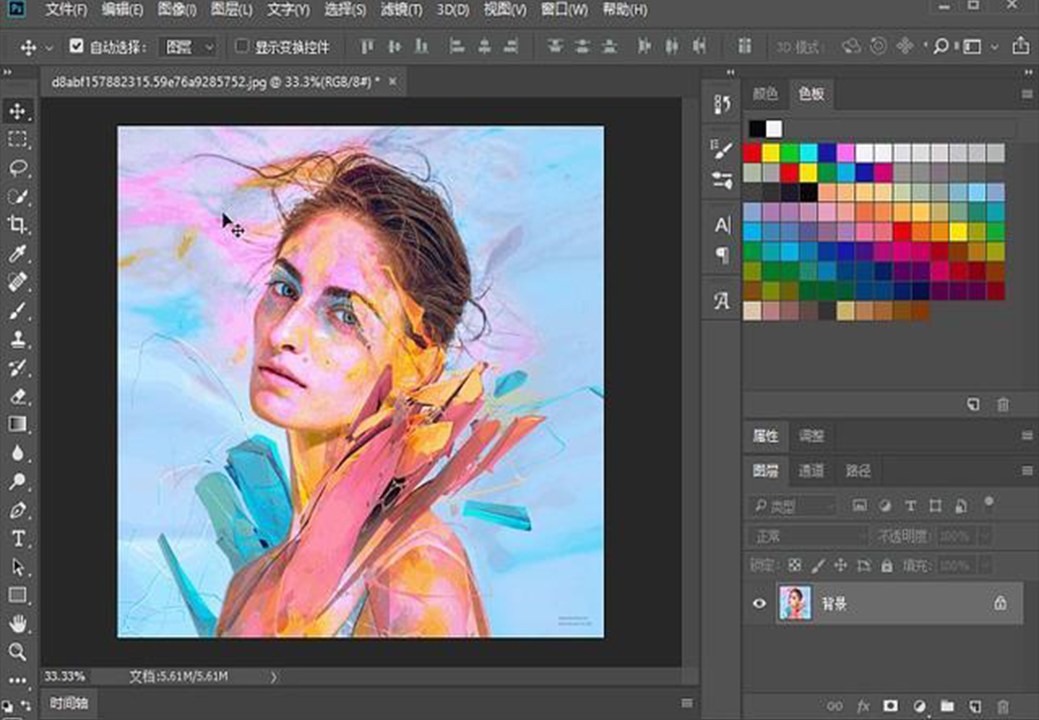 Ps 文件(F) 编辑(E) 图像(I) 图层(L) 文字(Y) 选择(S) 滤镜(T) 3D(D) 视图(V) 窗口(W) 帮助(H)
自动选择： 图层 显示变换控件 3D 模式：
d8abf157882315.59e76a9285752.jpg @ 33.3%(RGB/8#) * ×
颜色 色板
属性 调整
图层 通道 路径
类型
正常 不透明度： 100%
锁定： 填充： 100%
背景
fx
33.33% 文档:5.61M/5.61M
时间轴